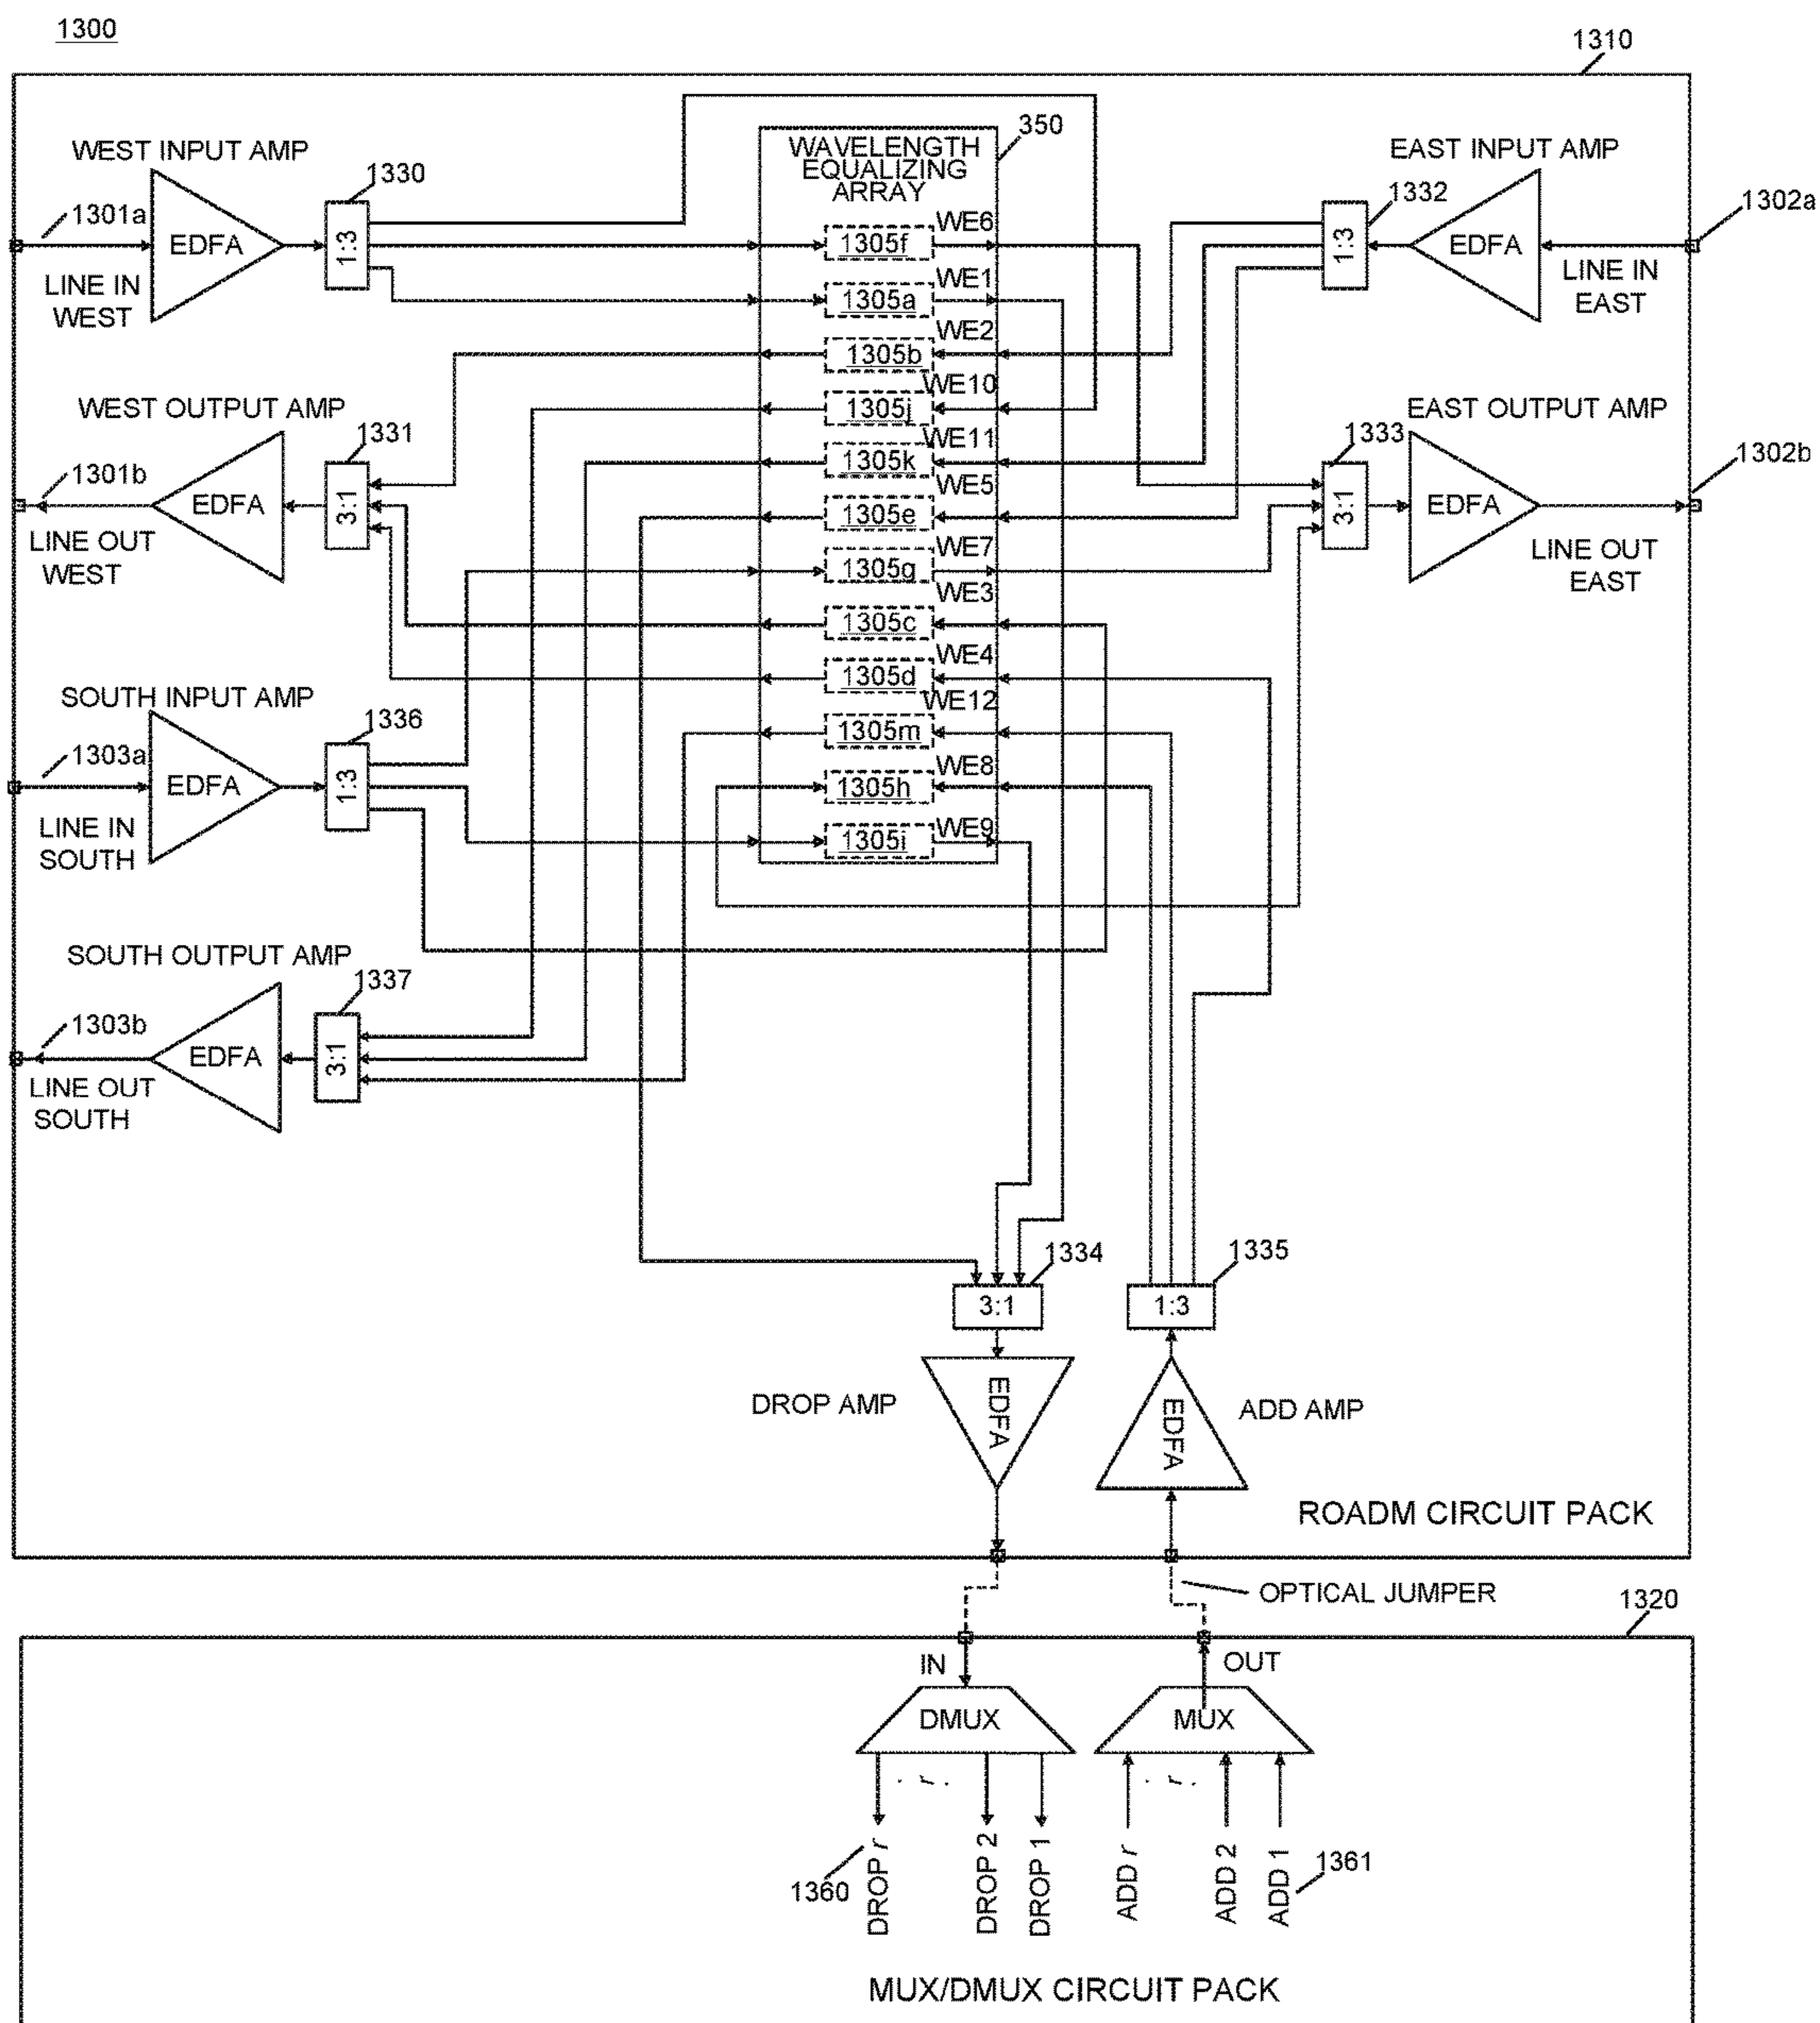 1300
1310
WEST INPUT AMP
1330
1301a
EDFA
1:3
LINE IN
WEST
WAVELENGTH
EQUALIZING
ARRAY
350
EAST INPUT AMP
1332
1302a
1:3
EDFA
LINE IN
EAST
1305f
WE6
1305a
WE1
1305b
WE2
1305j
WE10
1305k
WE11
1305e
WE5
1305g
WE7
1305c
WE3
1305d
WE4
1305m
WE12
1305h
WE8
1305i
WE9
WEST OUTPUT AMP
1331
1301b
EDFA
3:1
LINE OUT
WEST
EAST OUTPUT AMP
1333
1302b
3:1
EDFA
LINE OUT
EAST
SOUTH INPUT AMP
1336
1303a
EDFA
1:3
LINE IN
SOUTH
SOUTH OUTPUT AMP
1337
1303b
EDFA
3:1
LINE OUT
SOUTH
1334
3:1
1335
1:3
DROP AMP
EDFA
EDFA
ADD AMP
ROADM CIRCUIT PACK
OPTICAL JUMPER
1320
IN
OUT
DMUX
MUX
r
r
1360
DROP r
DROP 2
DROP 1
ADD r
ADD 2
ADD 1
1361
MUX/DMUX CIRCUIT PACK